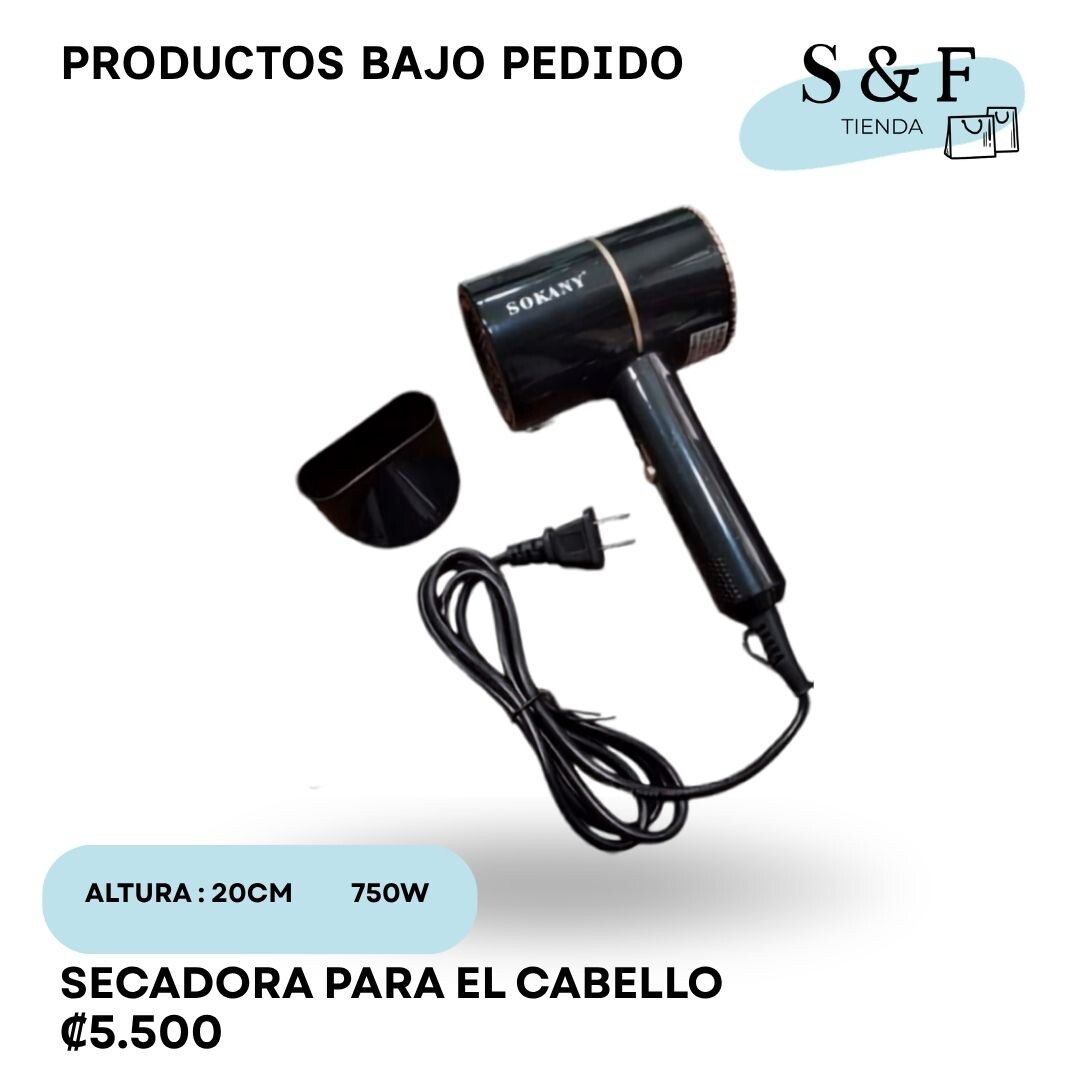 PRODUCTOS BAJO PEDIDO
S & F
TIENDA
SOKANY
ALTURA : 20CM 750W
SECADORA PARA EL CABELLO
₡5.500